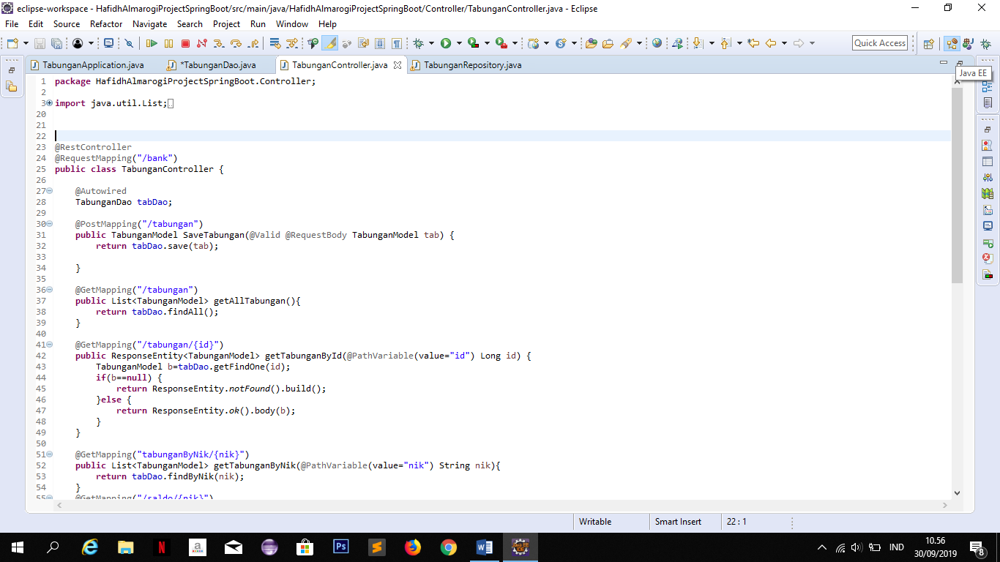 eclipse-workspace - HafidhAlmarogiProjectSpringBoot/src/main/java/HafidhAlmarogiProjectSpringBoot/Controller/TabunganController.java - Eclipse
File Edit Source Refactor Navigate Search Project Run Window Help
Quick Access
TabunganApplication.java *TabunganDao.java TabunganController.java TabunganRepository.java
Java EE
1 package HafidhAlmarogiProjectSpringBoot.Controller;
2
3 import java.util.List;
20
21
22
23 @RestController
24 @RequestMapping("/bank")
25 public class TabunganController {
26
27 @Autowired
28 TabunganDao tabDao;
29
30 @PostMapping("/tabungan")
31 public TabunganModel SaveTabungan(@Valid @RequestBody TabunganModel tab) {
32 return tabDao.save(tab);
33
34 }
35
36 @GetMapping("/tabungan")
37 public List<TabunganModel> getAllTabungan(){
38 return tabDao.findAll();
39 }
40
41 @GetMapping("/tabungan/{id}")
42 public ResponseEntity<TabunganModel> getTabunganById(@PathVariable(value="id") Long id) {
43 TabunganModel b=tabDao.getFindOne(id);
44 if(b==null) {
45 return ResponseEntity.notFound().build();
46 }else {
47 return ResponseEntity.ok().body(b);
48 }
49 }
50
51 @GetMapping("tabunganByNik/{nik}")
52 public List<TabunganModel> getTabunganByNik(@PathVariable(value="nik") String nik){
53 return tabDao.findByNik(nik);
54 }
55 @GetMapping("/saldo/{nik}")
Writable Smart Insert 22 : 1
IND 10.56
30/09/2019 8